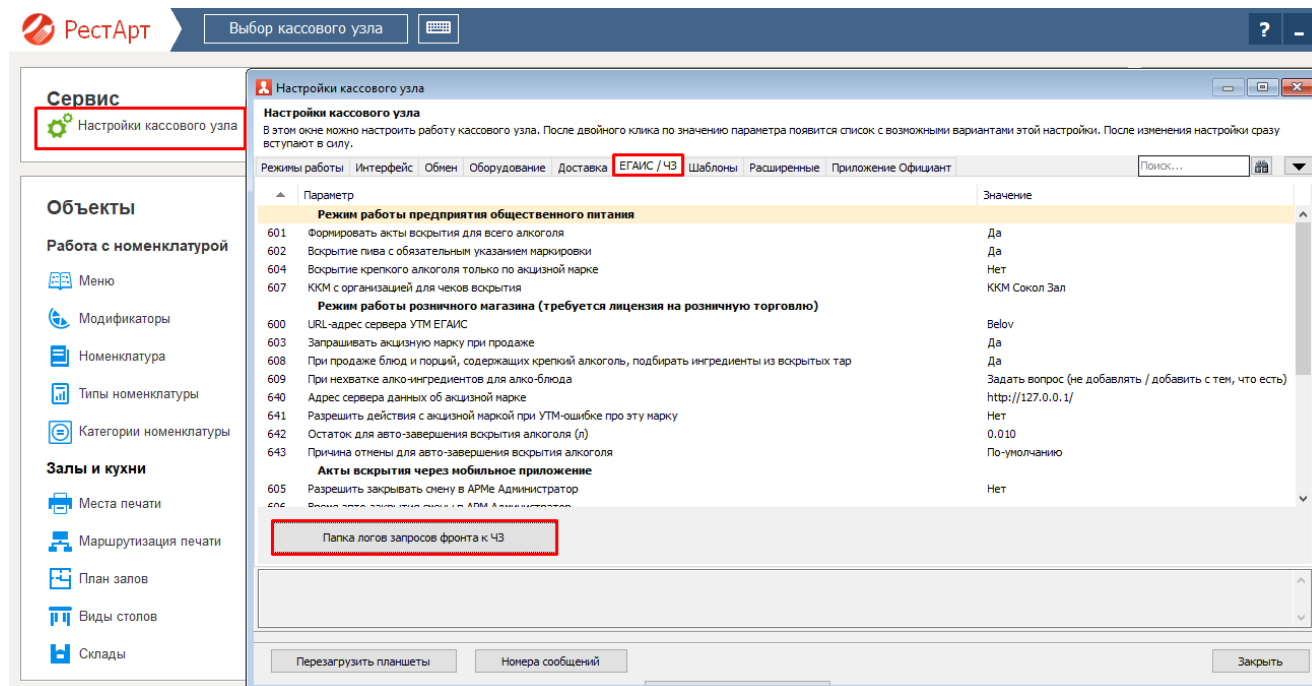 РестАрт
Выбор кассового узла
?
Сервис
Настройки кассового узла
Объекты
Работа с номенклатурой
Меню
Модификаторы
Номенклатура
Типы номенклатуры
Категории номенклатуры
Залы и кухни
Места печати
Маршрутизация печати
План залов
Виды столов
Склады
Настройки кассового узла
Настройки кассового узла
В этом окне можно настроить работу кассового узла. После двойного клика по значению параметра появится список с возможными вариантами этой настройки. После изменения настройки сразу
вступают в силу.
Режимы работы Интерфейс Обмен Оборудование Доставка ЕГАИС / ЧЗ Шаблоны Расширенные Приложение Официант Поиск...
Параметр Значение
Режим работы предприятия общественного питания
601 Формировать акты вскрытия для всего алкоголя Да
602 Вскрытие пива с обязательным указанием маркировки Да
604 Вскрытие крепкого алкоголя только по акцизной марке Нет
607 ККМ с организацией для чеков вскрытия ККМ Сокол Зал
Режим работы розничного магазина (требуется лицензия на розничную торговлю)
600 URL-адрес сервера УТМ ЕГАИС Belov
603 Запрашивать акцизную марку при продаже Да
608 При продаже блюд и порций, содержащих крепкий алкоголь, подбирать ингредиенты из вскрытых тар Да
609 При нехватке алко-ингредиентов для алко-блюда Задать вопрос (не добавлять / добавить с тем, что есть)
640 Адрес сервера данных об акцизной марке http://127.0.0.1/
641 Разрешить действия с акцизной маркой при УТМ-ошибке про эту марку Нет
642 Остаток для авто-завершения вскрытия алкоголя (л) 0.010
643 Причина отмены для авто-завершения вскрытия алкоголя По-умолчанию
Акты вскрытия через мобильное приложение
605 Разрешить закрывать смену в АРМе Администратор Нет
606 Время авто-закрытия смены в АРМ Администратор
Папка логов запросов фронта к ЧЗ
Перезагрузить планшеты Номера сообщений Закрыть